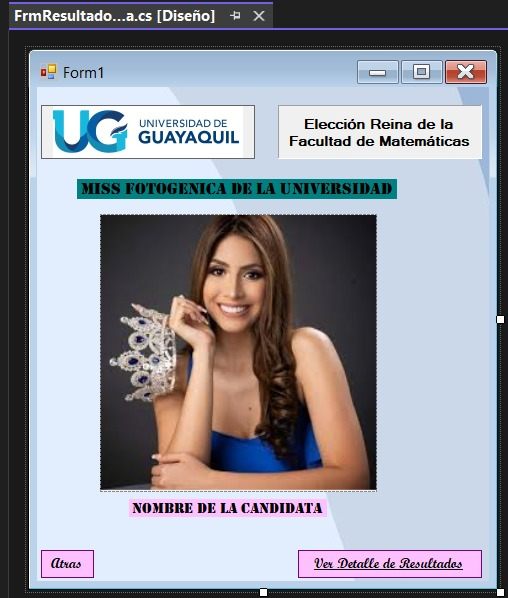 FrmResultado...a.cs [Diseño]
Form1
UG
UNIVERSIDAD DE
GUAYAQUIL
Elección Reina de la
Facultad de Matemáticas
MISS FOTOGENICA DE LA UNIVERSIDAD
NOMBRE DE LA CANDIDATA
Atras
Ver Detalle de Resultados